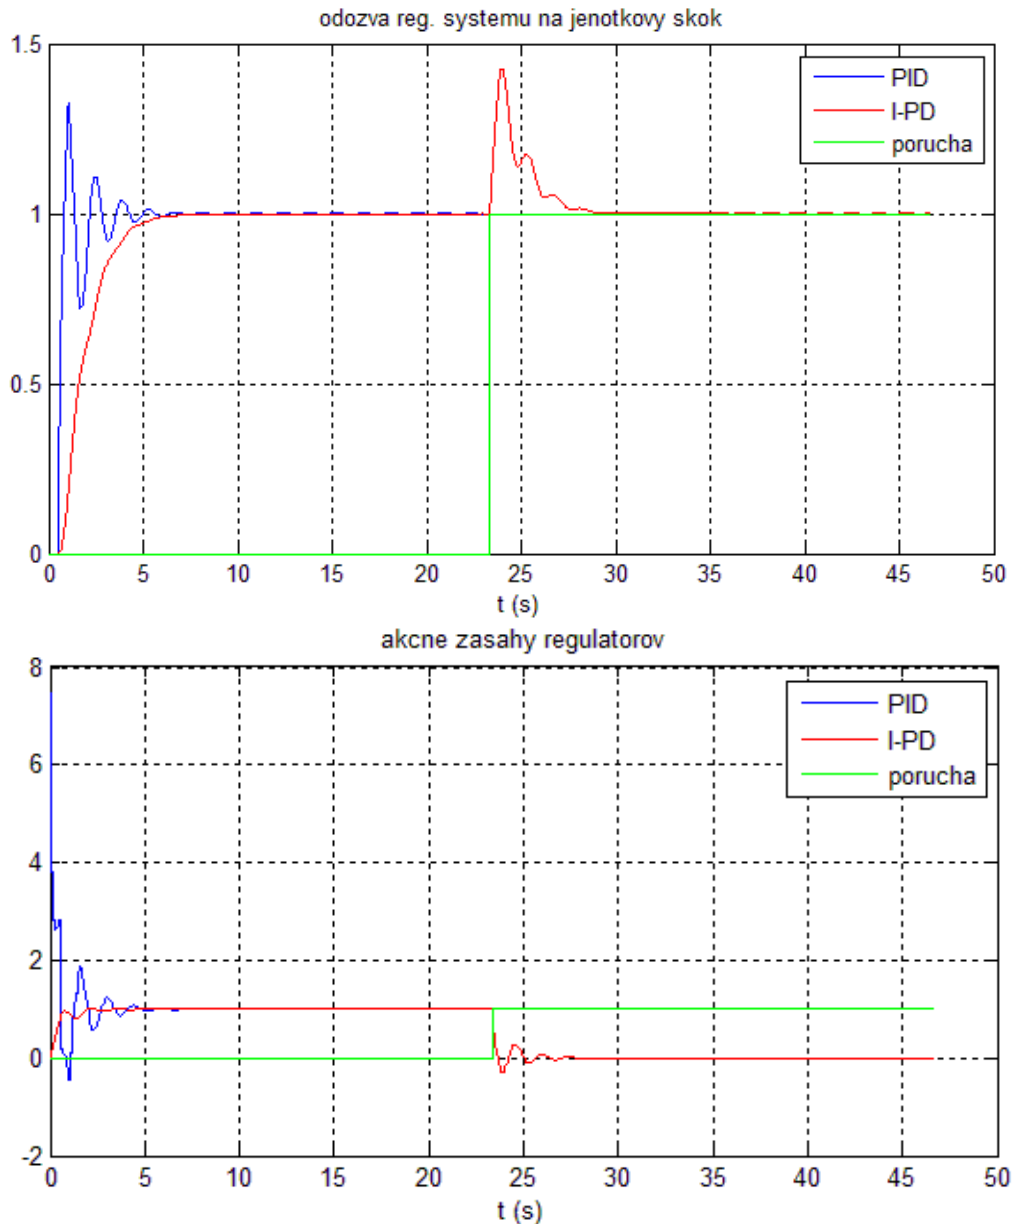 odozva reg. systemu na jenotkovy skok
1.5
1
0.5
0
PID
I-PD
porucha
0 5 10 15 20 25 30 35 40 45 50
t (s)
akcne zasahy regulatorov
8
6
4
2
0
-2
PID
I-PD
porucha
0 5 10 15 20 25 30 35 40 45 50
t (s)